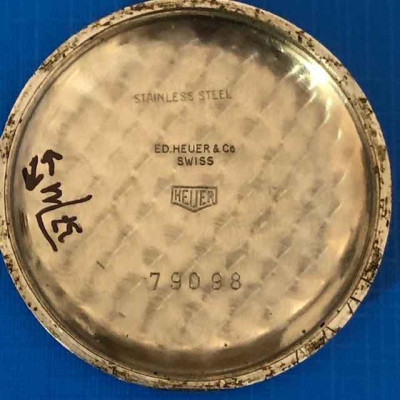 STAINLESS STEEL
ED. HEUER & Co
SWISS
HEUER
79098